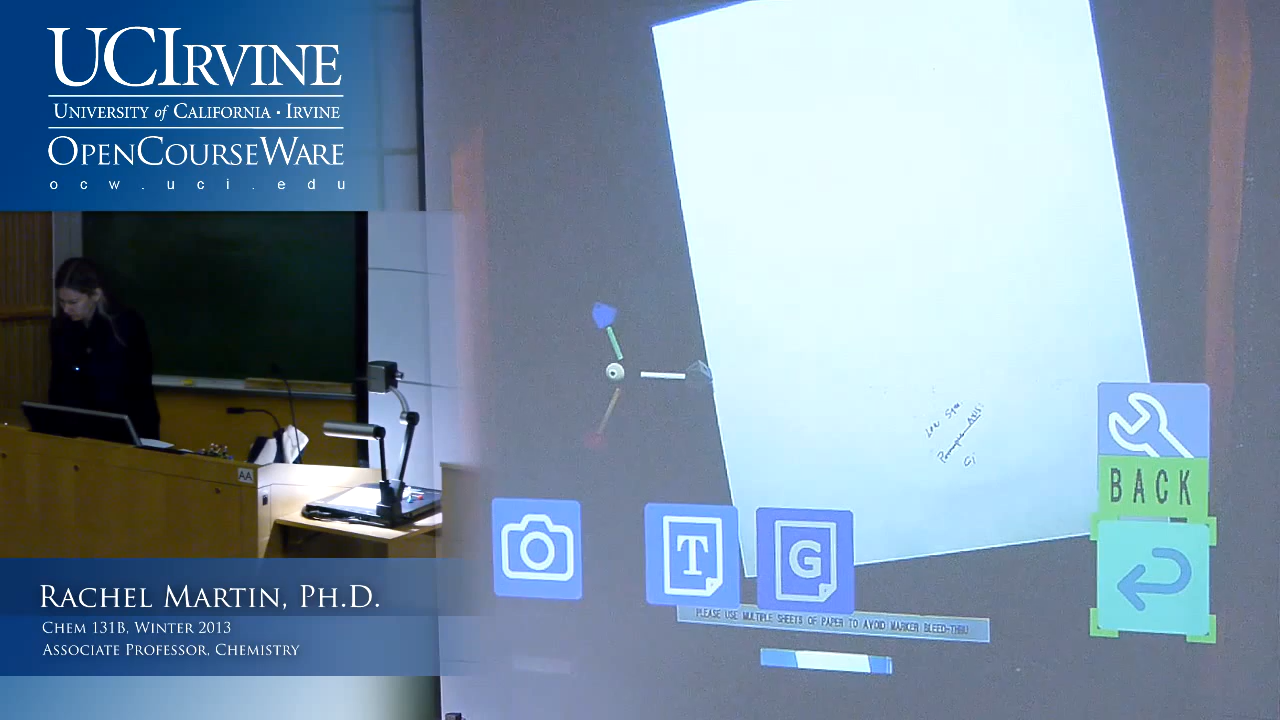 UCIRVINE
UNIVERSITY of CALIFORNIA • IRVINE
OPENCOURSEWARE
ocw.uci.edu
AA
RACHEL MARTIN, PH.D.
CHEM 131B, WINTER 2013
ASSOCIATE PROFESSOR, CHEMISTRY
BACK
T
G
PLEASE USE MULTIPLE SHEETS OF PAPER TO AVOID MARKER BLEED-THRU